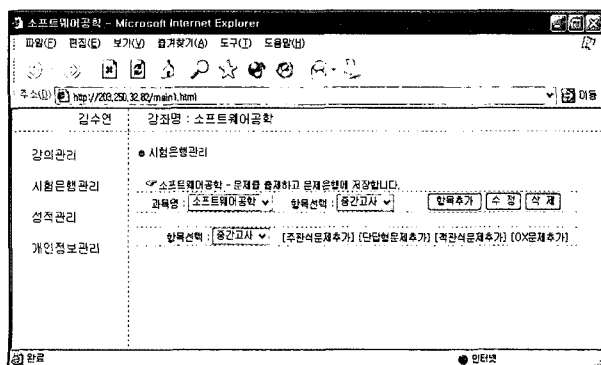 소프트웨어공학 - Microsoft Internet Explorer
파일(F) 편집(E) 보기(V) 즐겨찾기(A) 도구(T) 도움말(H)
주소(D) http://203.250.32.82/main1.html 이동
김수연 강좌명 : 소프트웨어공학
강의관리
시험은행관리
성적관리
개인정보관리
시험은행관리
소프트웨어공학 - 문제를 출제하고 문제은행에 저장합니다.
과목명 : 소프트웨어공학 항목선택 : 중간고사 항목추가 수 정 삭 제
항목선택 : 중간고사 [주관식문제추가] [단답형문제추가] [객관식문제추가] [OX문제추가]
완료 인터넷